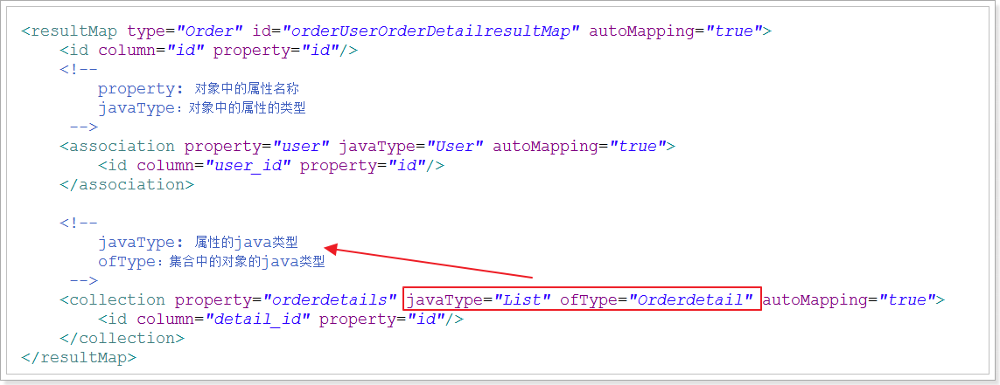 <resultMap type="Order" id="orderUserOrderDetailresultMap" autoMapping="true">
<id column="id" property="id"/>
<!--
property: 对象中的属性名称
javaType：对象中的属性的类型
-->
<association property="user" javaType="User" autoMapping="true">
<id column="user_id" property="id"/>
</association>
<!--
javaType: 属性的java类型
ofType：集合中的对象的java类型
-->
<collection property="orderdetails" javaType="List" ofType="Orderdetail" autoMapping="true">
<id column="detail_id" property="id"/>
</collection>
</resultMap>